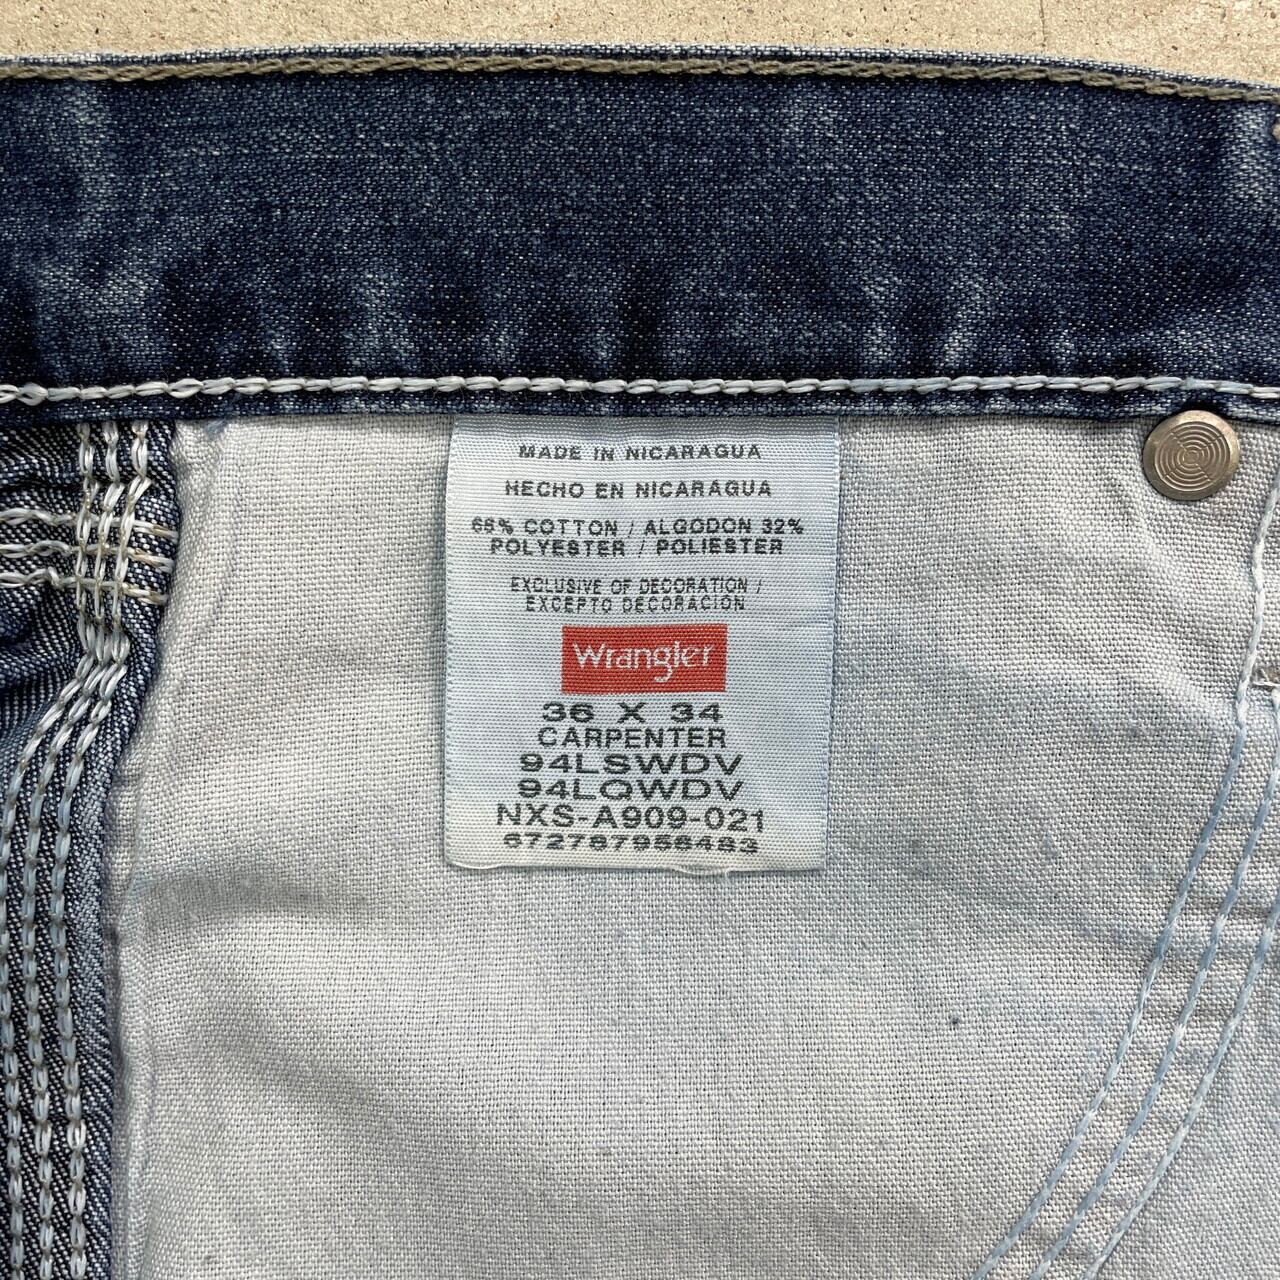 MADE IN NICARAGUA
HECHO EN NICARAGUA
68% COTTON / ALGODON 32%
POLYESTER / POLIESTER
EXCLUSIVE OF DECORATION /
EXCEPTO DECORACION
Wrangler
36 X 34
CARPENTER
94LSWDV
94LQWDV
NXS-A909-021